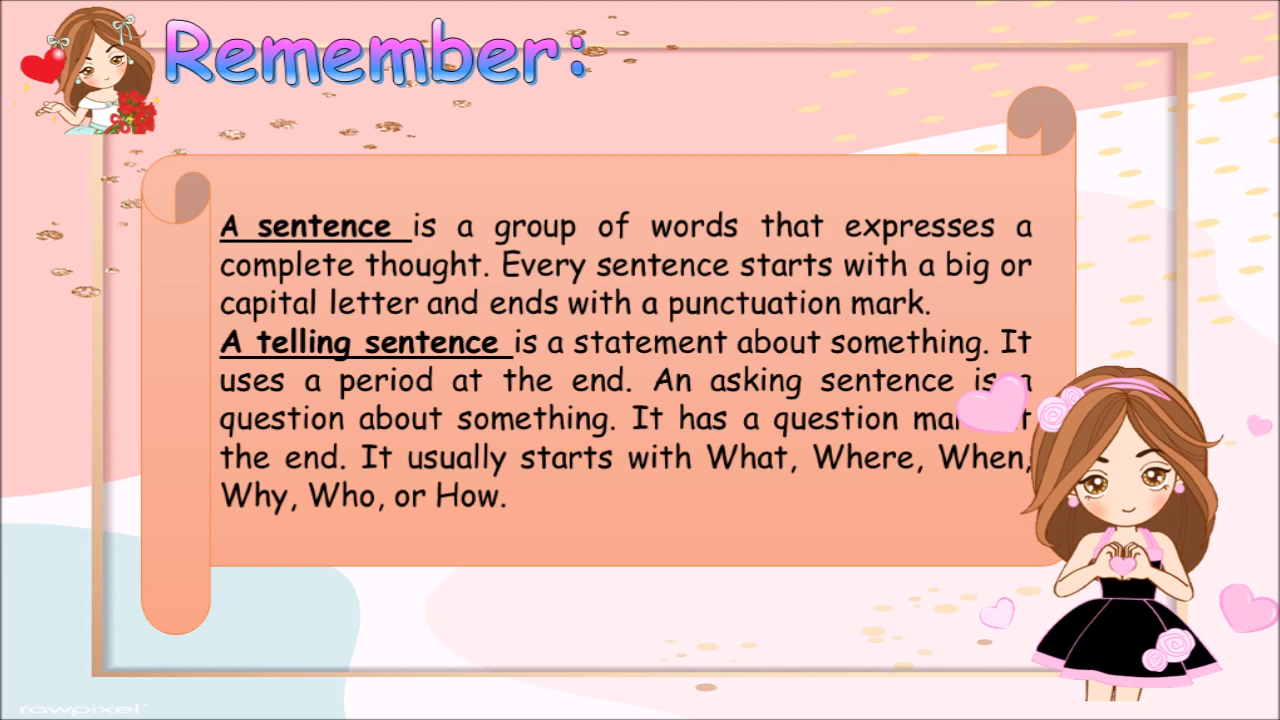 Remember:
A sentence is a group of words that expresses a
complete thought. Every sentence starts with a big or
capital letter and ends with a punctuation mark.
A telling sentence is a statement about something. It
uses a period at the end. An asking sentence is a
question about something. It has a question
the end. It usually starts with What, Where, When,
Why, Who, or How.
rawpixel